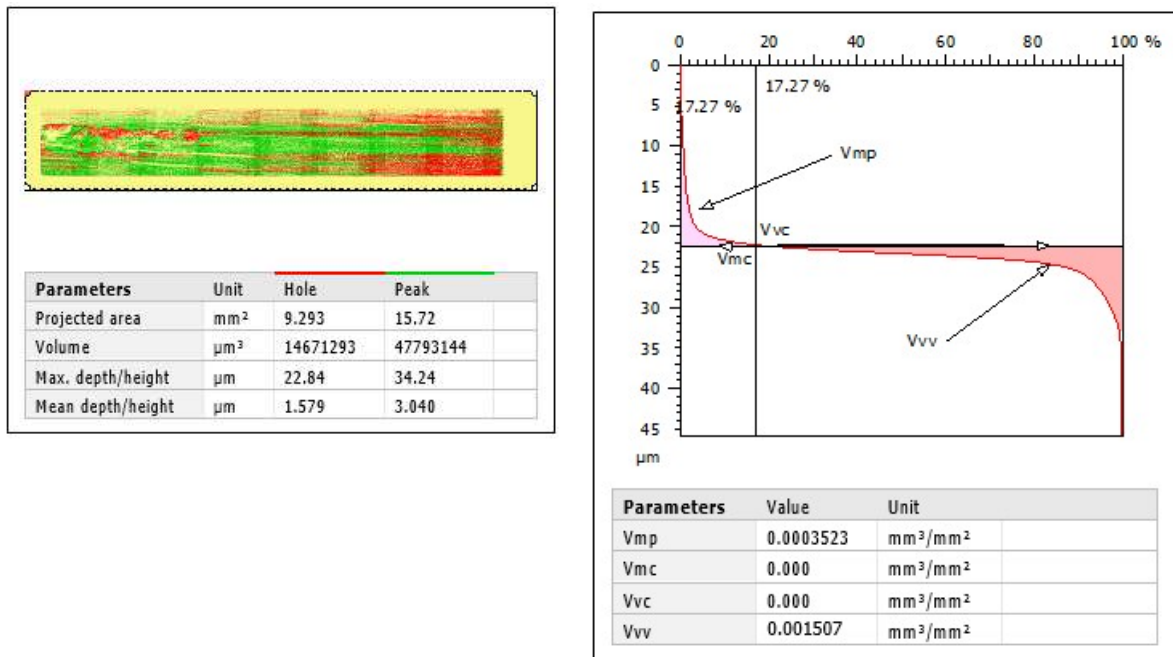 Parameters Unit Hole Peak
Projected area mm² 9.293 15.72
Volume µm³ 14671293 47793144
Max. depth/height µm 22.84 34.24
Mean depth/height µm 1.579 3.040
0 20 40 60 80 100 %
0
17.27 %
5
17.27 %
10
Vmp
15
20
Vvc
Vmc
25
30
Vvv
35
40
45
µm
Parameters Value Unit
Vmp 0.0003523 mm³/mm²
Vmc 0.000 mm³/mm²
Vvc 0.000 mm³/mm²
Vvv 0.001507 mm³/mm²